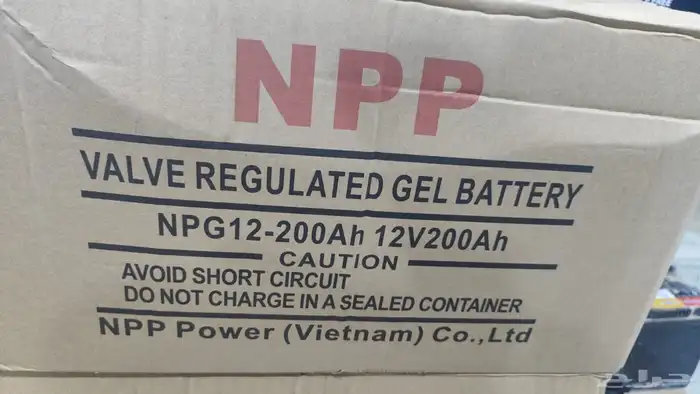 NPP
VALVE REGULATED GEL BATTERY
NPG12-200Ah 12V200Ah
CAUTION
AVOID SHORT CIRCUIT
DO NOT CHARGE IN A SEALED CONTAINER
NPP Power (Vietnam) Co.,Ltd
حراج